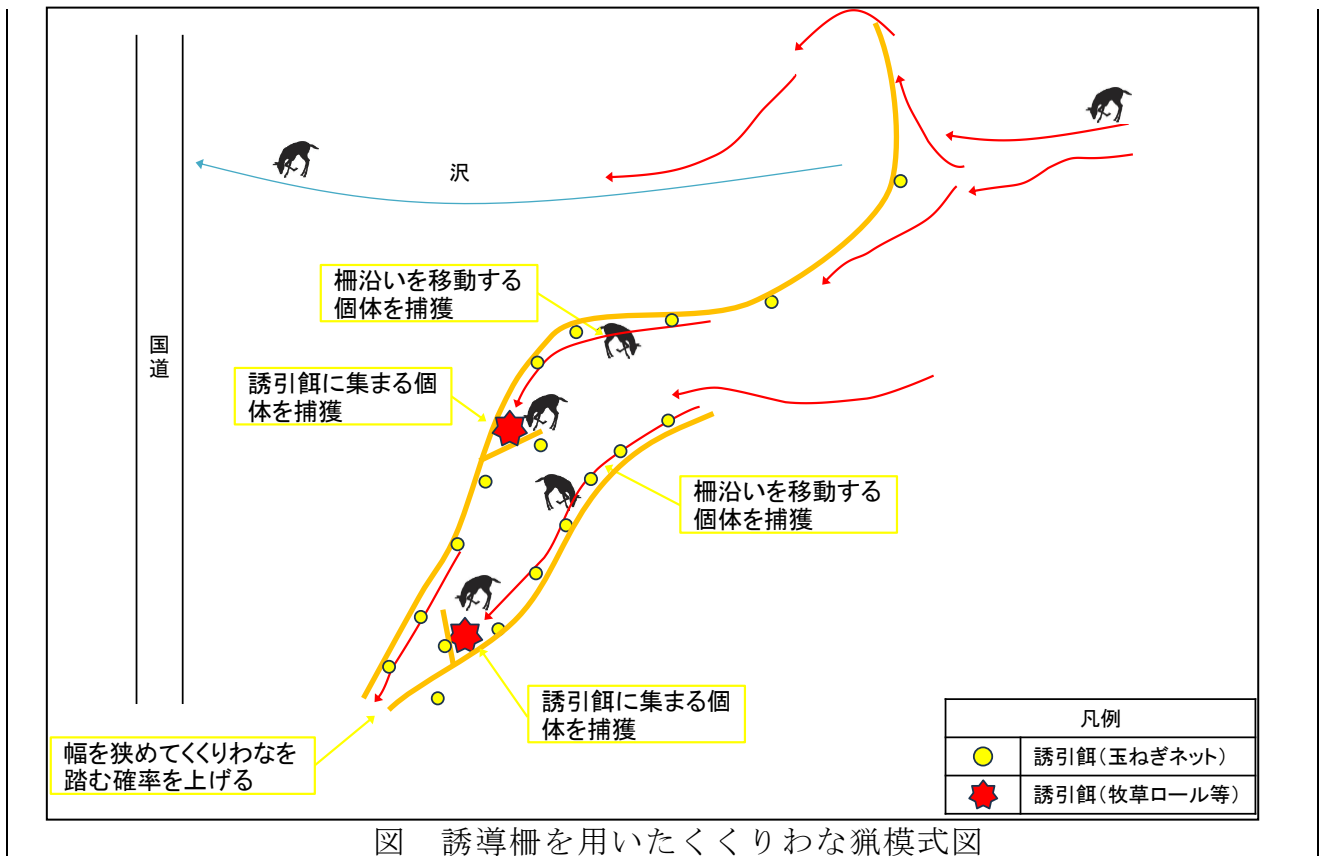 沢
柵沿いを移動する
個体を捕獲
国
道
誘引餌に集まる個
体を捕獲
柵沿いを移動する
個体を捕獲
誘引餌に集まる個
体を捕獲
幅を狭めてくくりわなを
踏む確率を上げる
凡例
誘引餌(玉ねぎネット)
誘引餌(牧草ロール等)
図 誘導柵を用いたくくりわな猟模式図